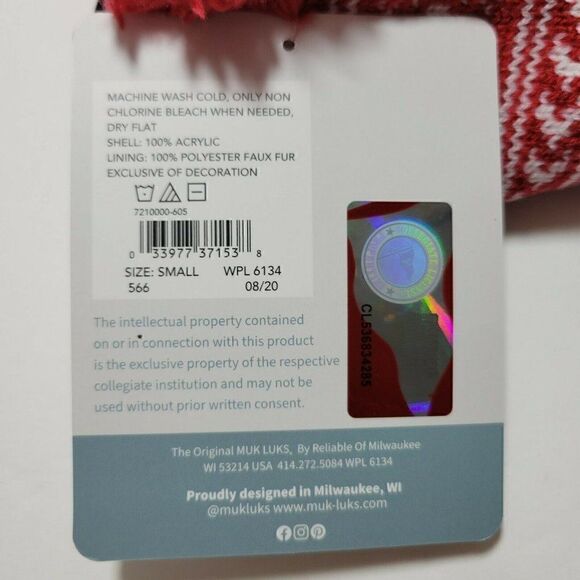 MACHINE WASH COLD, ONLY NON
CHLORINE BLEACH WHEN NEEDED,
DRY FLAT
SHELL: 100% ACRYLIC
LINING: 100% POLYESTER FAUX FUR
EXCLUSIVE OF DECORATION
7210000-605
0 33977 37153 8
SIZE: SMALL WPL 6134
566 08/20
CL536834285
The intellectual property contained
on or in connection with this product
is the exclusive property of the respective
collegiate institution and may not be
used without prior written consent.
The Original MUK LUKS, By Reliable Of Milwaukee
WI 53214 USA 414.272.5084 WPL 6134
Proudly designed in Milwaukee, WI
@mukluks www.muk-luks.com